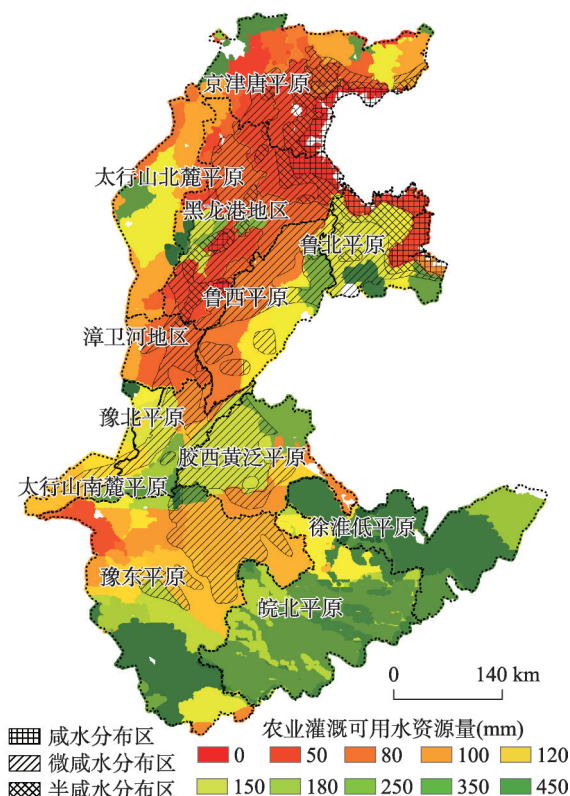 京津唐平原
太行山北麓平原
黑龙港地区
鲁北平原
鲁西平原
漳卫河地区
豫北平原
胶西黄泛平原
太行山南麓平原
徐淮低平原
豫东平原
皖北平原
0 140 km
咸水分布区
微咸水分布区
半咸水分布区
农业灌溉可用水资源量(mm)
0 50 80 100 120
150 180 250 350 450